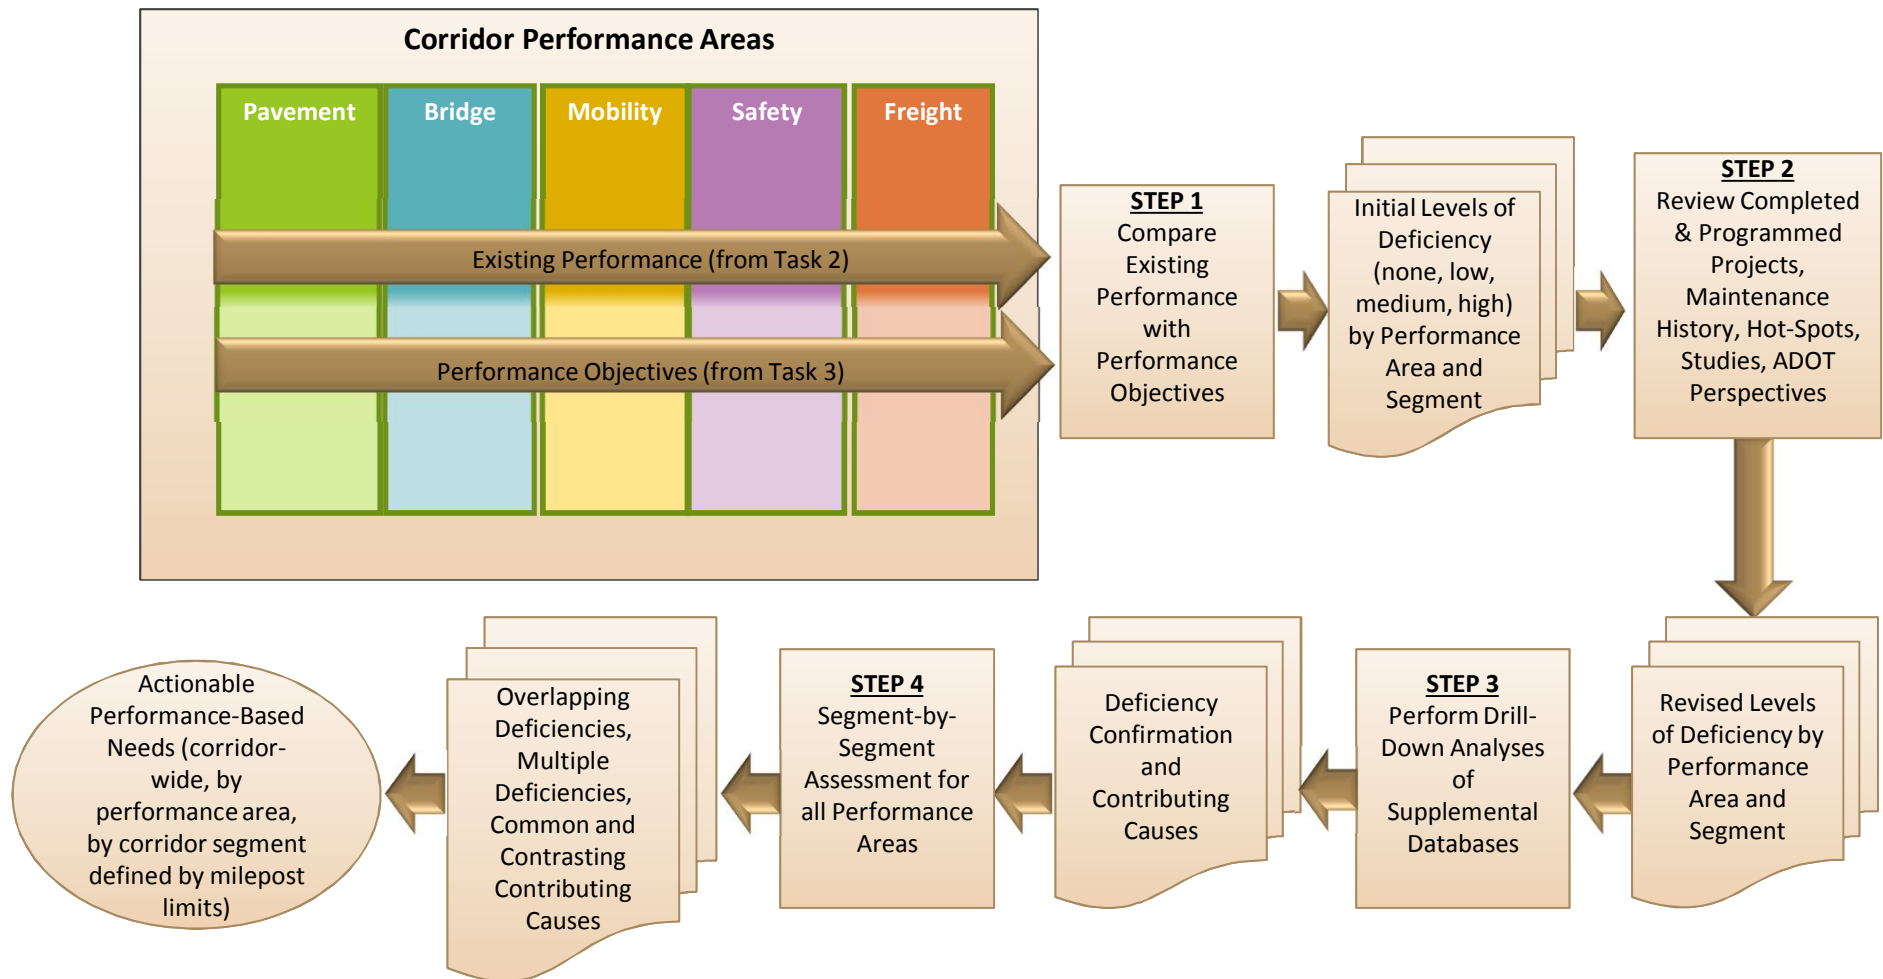 Corridor Performance Areas
Pavement
Bridge
Mobility
Safety
Freight
Existing Performance (from Task 2)
Performance Objectives (from Task 3)
STEP 1
Compare
Existing
Performance
with
Performance
Objectives
Initial Levels of
Deficiency
(none, low,
medium, high)
by Performance
Area and
Segment
STEP 2
Review Completed
& Programmed
Projects,
Maintenance
History, Hot-Spots,
Studies, ADOT
Perspectives
Revised Levels
of Deficiency by
Performance
Area and
Segment
STEP 3
Perform Drill-
Down Analyses
of
Supplemental
Databases
Deficiency
Confirmation
and
Contributing
Causes
STEP 4
Segment-by-
Segment
Assessment for
all Performance
Areas
Overlapping
Deficiencies,
Multiple
Deficiencies,
Common and
Contrasting
Contributing
Causes
Actionable
Performance-Based
Needs (corridor-
wide, by
performance area,
by corridor segment
defined by milepost
limits)